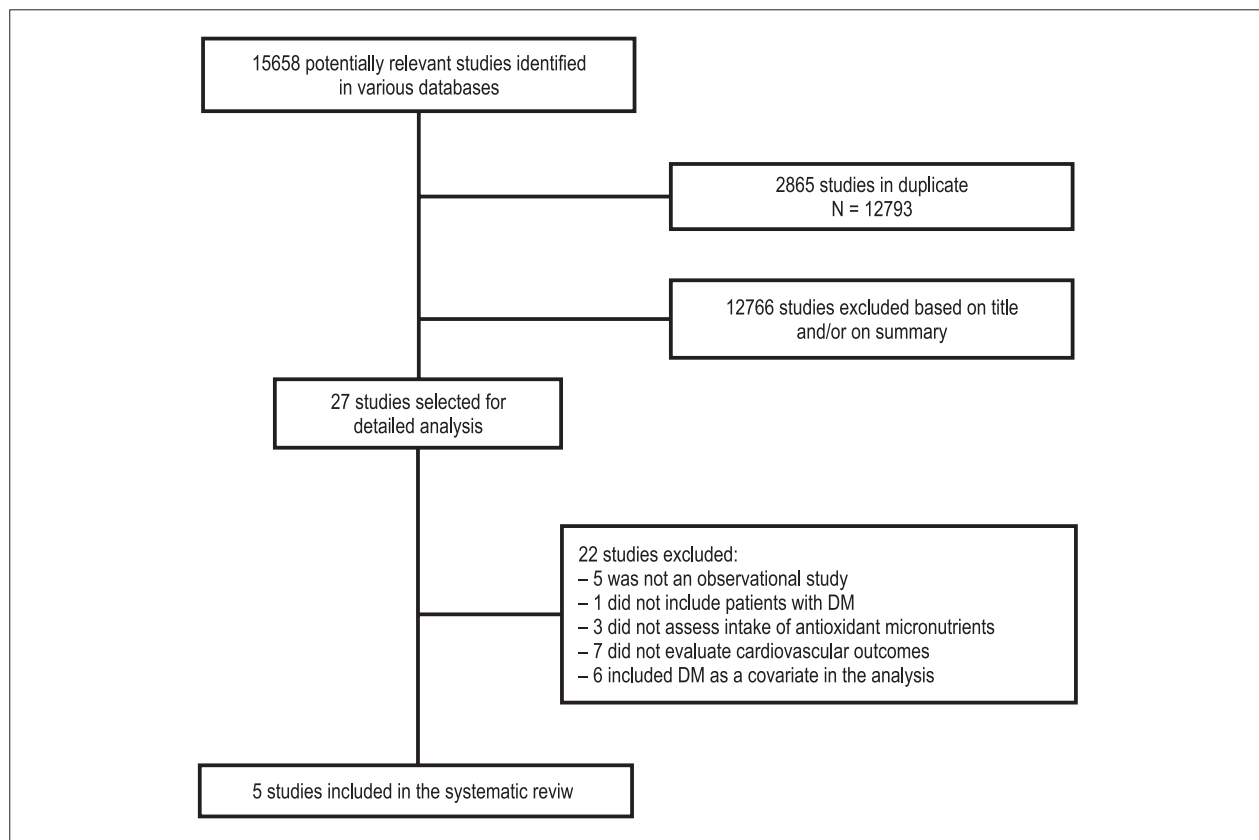 15658 potentially relevant studies identified
in various databases
2865 studies in duplicate
N = 12793
12766 studies excluded based on title
and/or on summary
27 studies selected for
detailed analysis
22 studies excluded:
– 5 was not an observational study
– 1 did not include patients with DM
– 3 did not assess intake of antioxidant micronutrients
– 7 did not evaluate cardiovascular outcomes
– 6 included DM as a covariate in the analysis
5 studies included in the systematic reviw